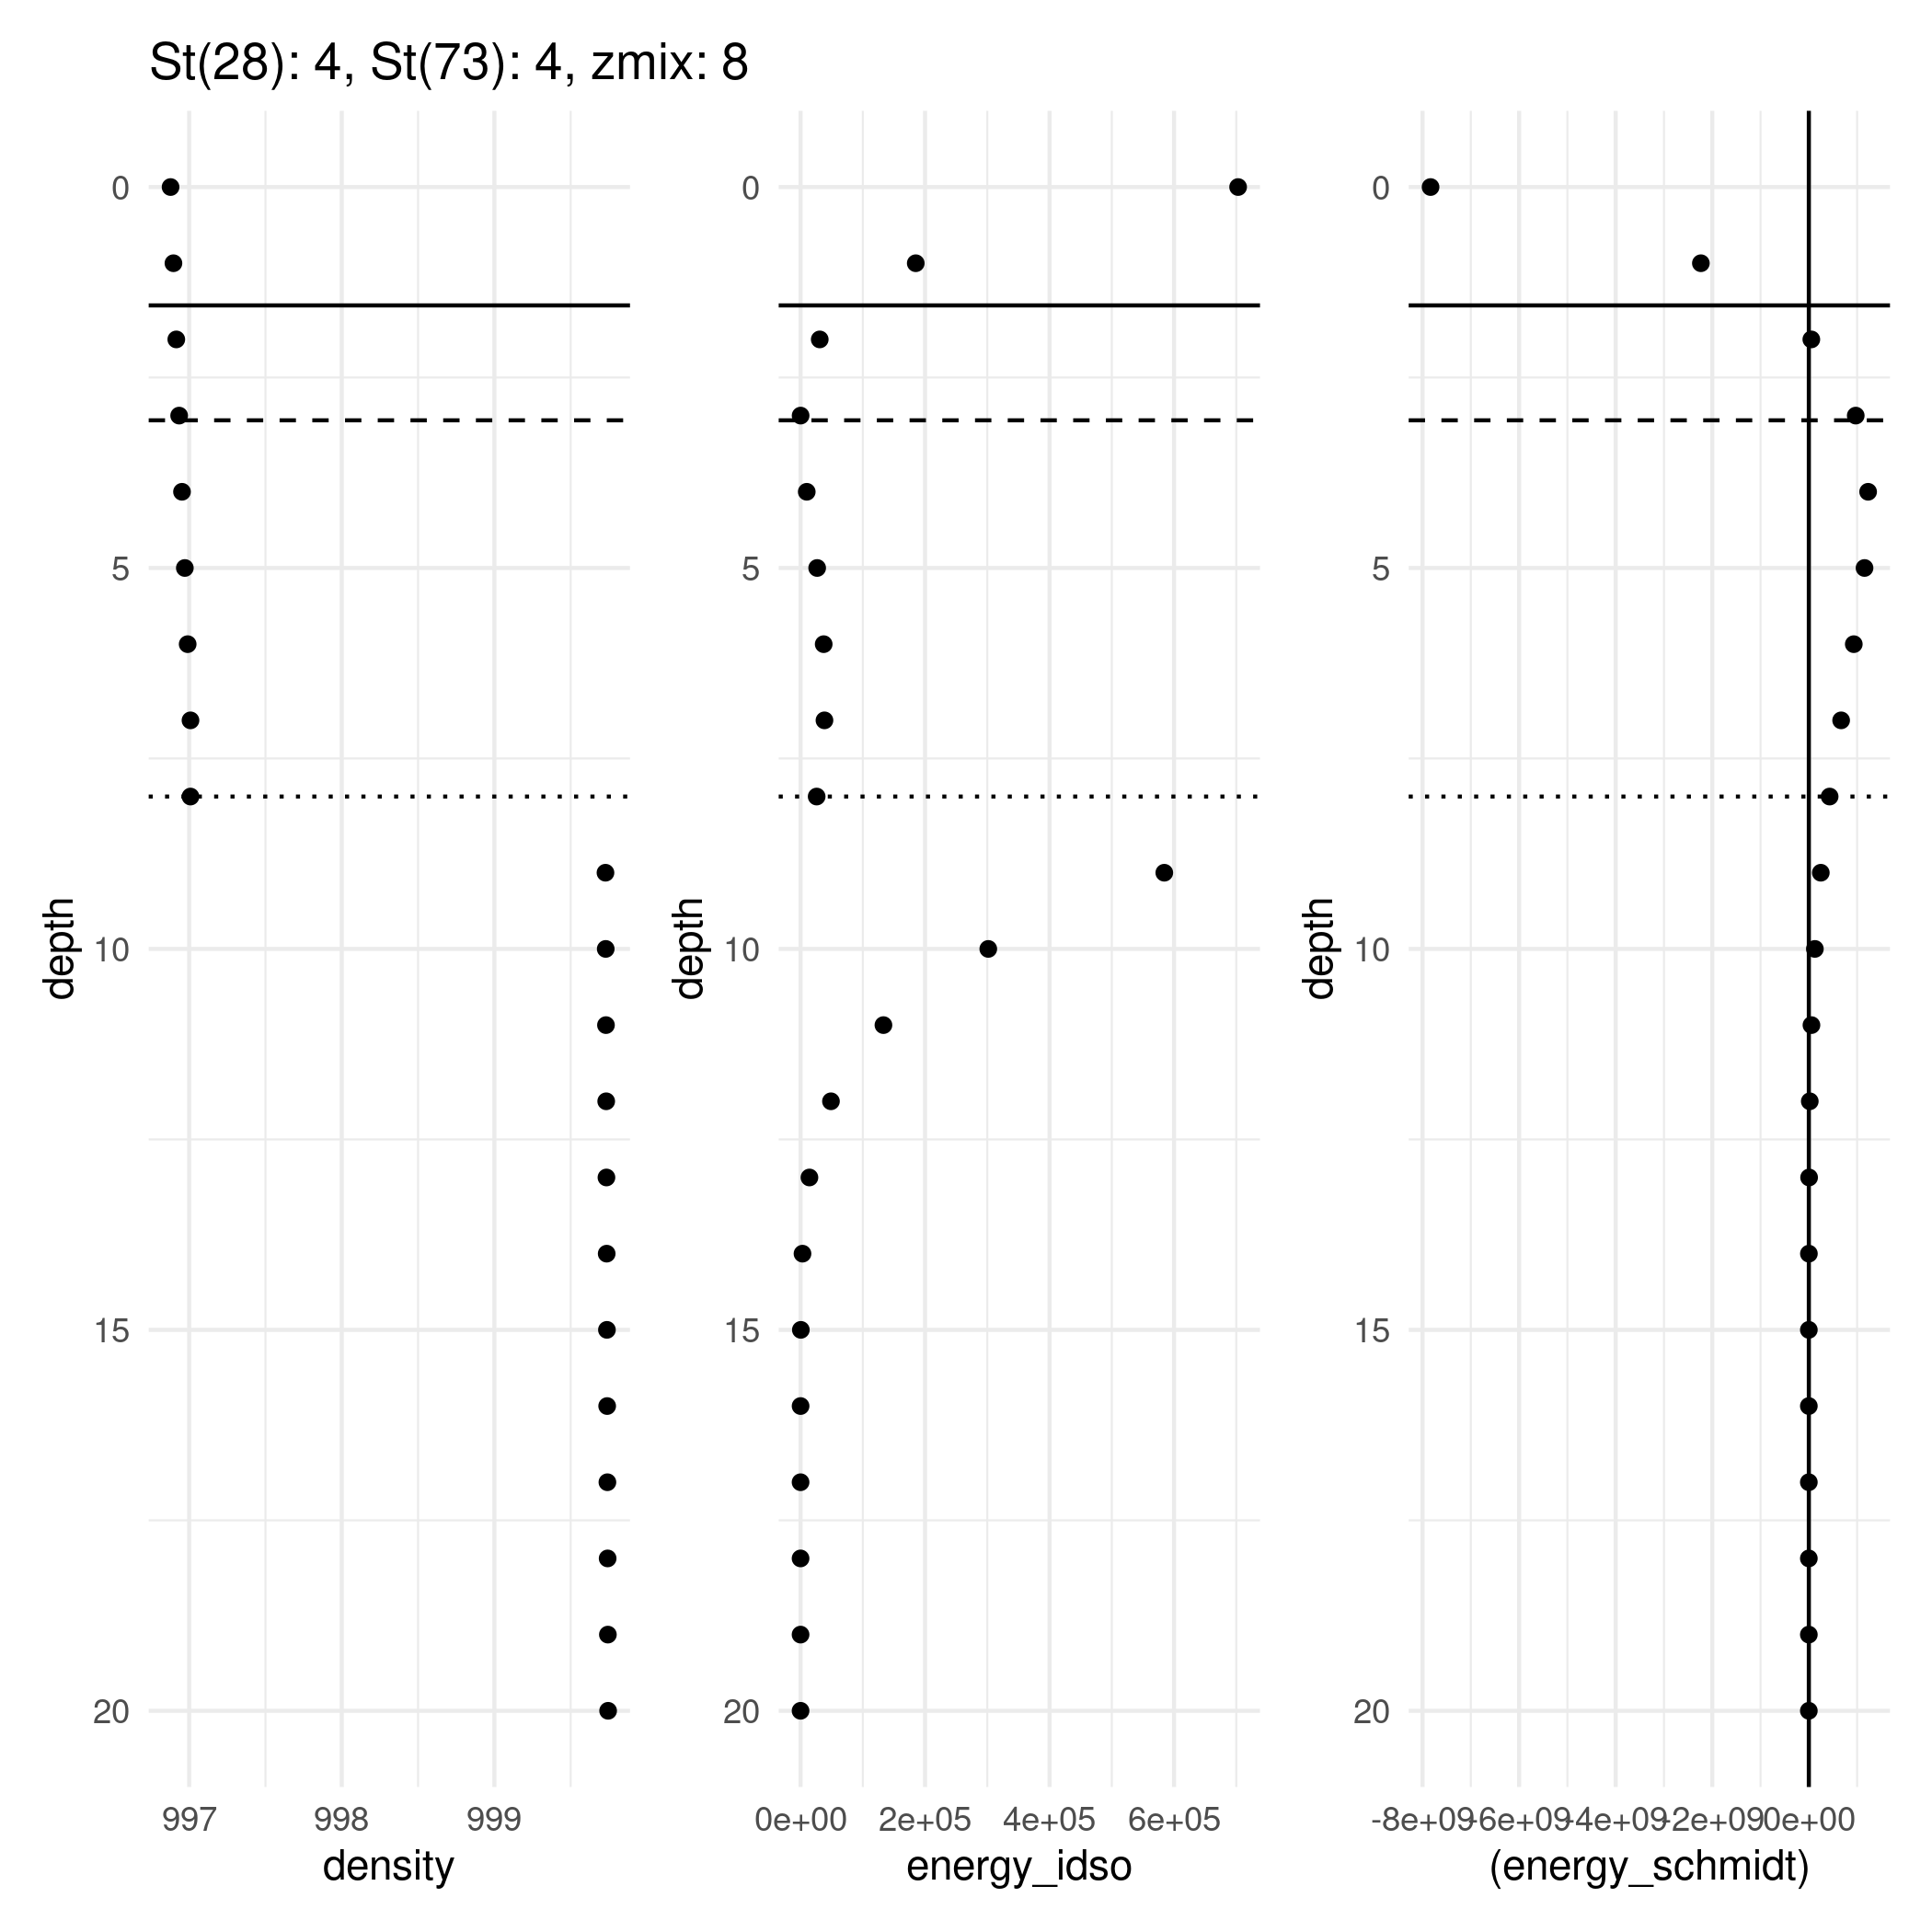 St(28): 4, St(73): 4, zmix: 8
0
5
10
15
20
depth
997 998 999
density
0
5
10
15
20
depth
0e+00 2e+05 4e+05 6e+05
energy_idso
0
5
10
15
20
depth
-8e+09 -6e+09 -4e+09 -2e+09 0e+00
(energy_schmidt)